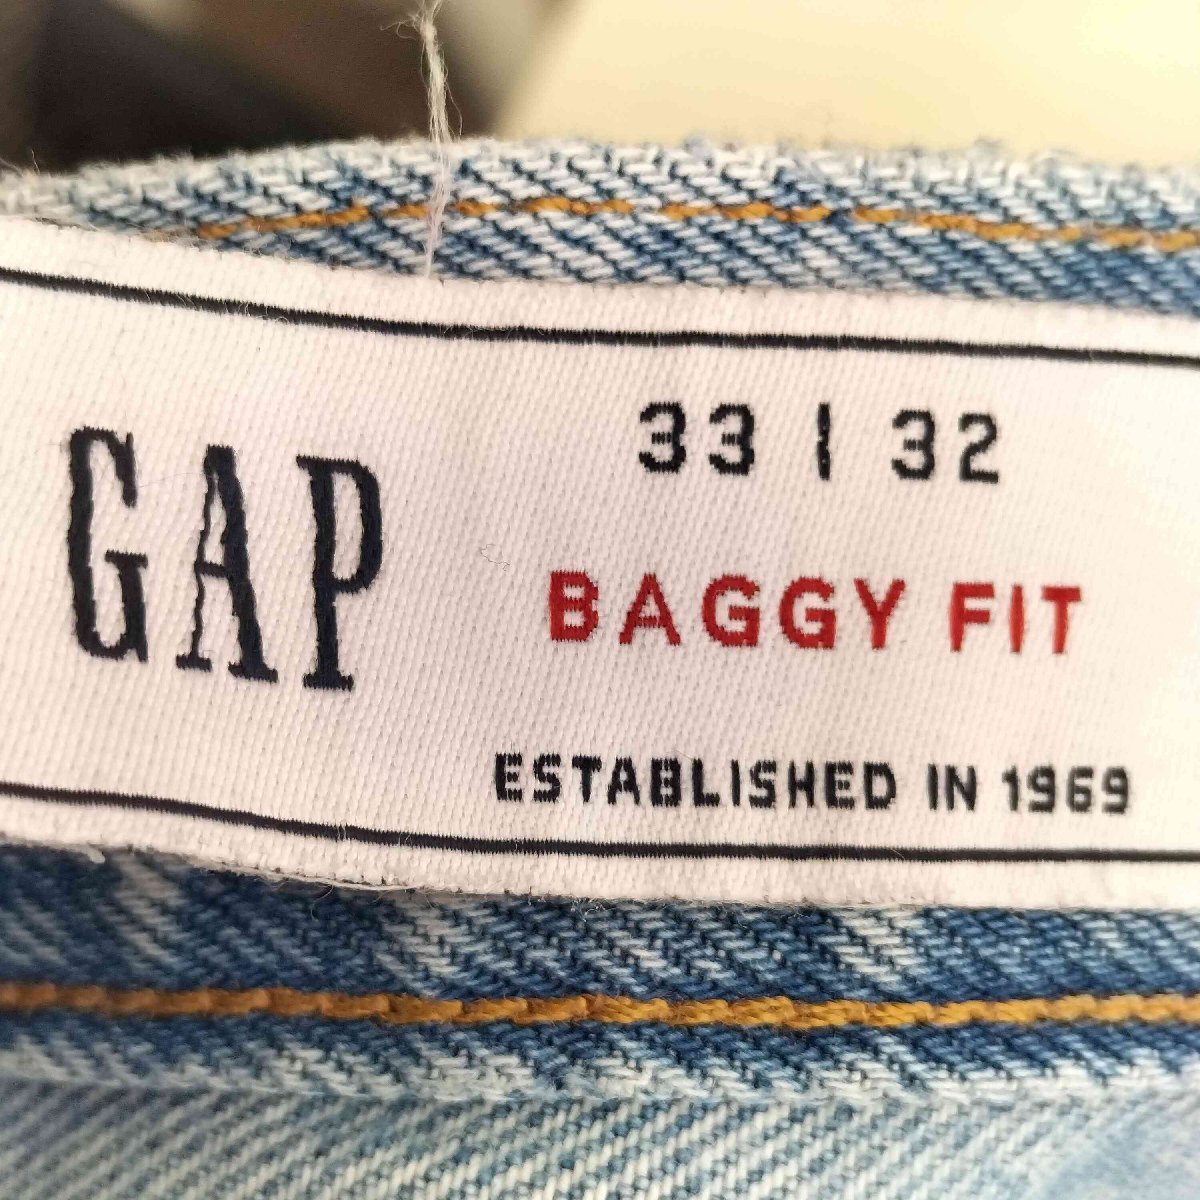 GAP
33 | 32
BAGGY FIT
ESTABLISHED IN 1969